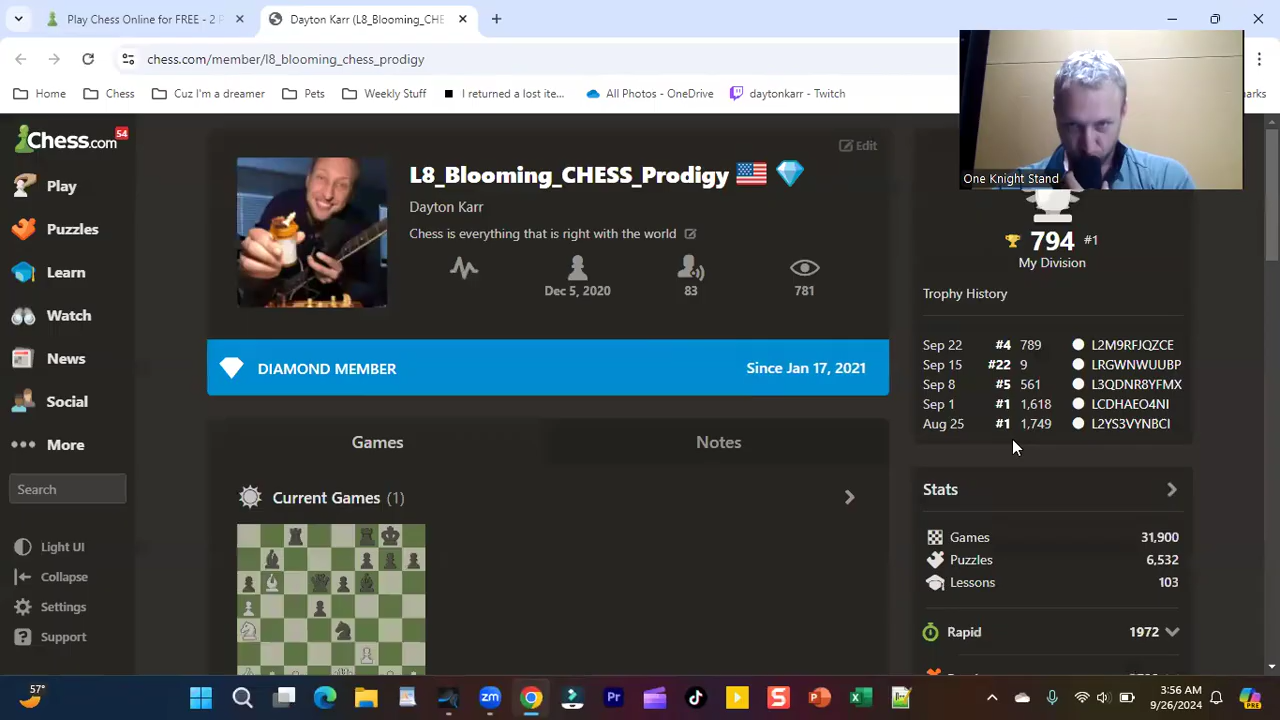 Play Chess Online for FREE - 2 P
Dayton Karr (L8_Blooming_CHE
chess.com/member/l8_blooming_chess_prodigy
Home
Chess
Cuz I'm a dreamer
Pets
Weekly Stuff
I returned a lost ite...
All Photos - OneDrive
daytonkarr - Twitch
One Knight Stand
Chess.com
54
Play
Puzzles
Learn
Watch
News
Social
More
Search
Light UI
Collapse
Settings
Support
Edit
L8_Blooming_CHESS_Prodigy
Dayton Karr
Chess is everything that is right with the world
Dec 5, 2020
83
781
DIAMOND MEMBER
Since Jan 17, 2021
Games
Notes
Current Games (1)
794 #1
My Division
Trophy History
Sep 22 #4 789 L2M9RFJQZCE
Sep 15 #22 9 LRGWNWUUBP
Sep 8 #5 561 L3QDNR8YFMX
Sep 1 #1 1,618 LCDHAEO4NI
Aug 25 #1 1,749 L2YS3VYNBCI
Stats
Games 31,900
Puzzles 6,532
Lessons 103
Rapid 1972
57°
3:56 AM
9/26/2024